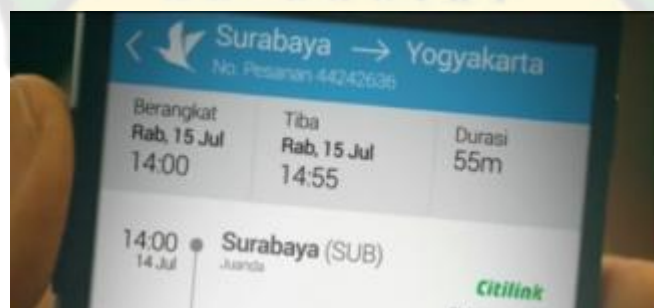 Surabaya → Yogyakarta
No. Pesanan 44242636
Berangkat
Rab, 15 Jul
14:00
Tiba
Rab, 15 Jul
14:55
Durasi
55m
14:00
14 Jul
Surabaya (SUB)
Juanda
Citilink